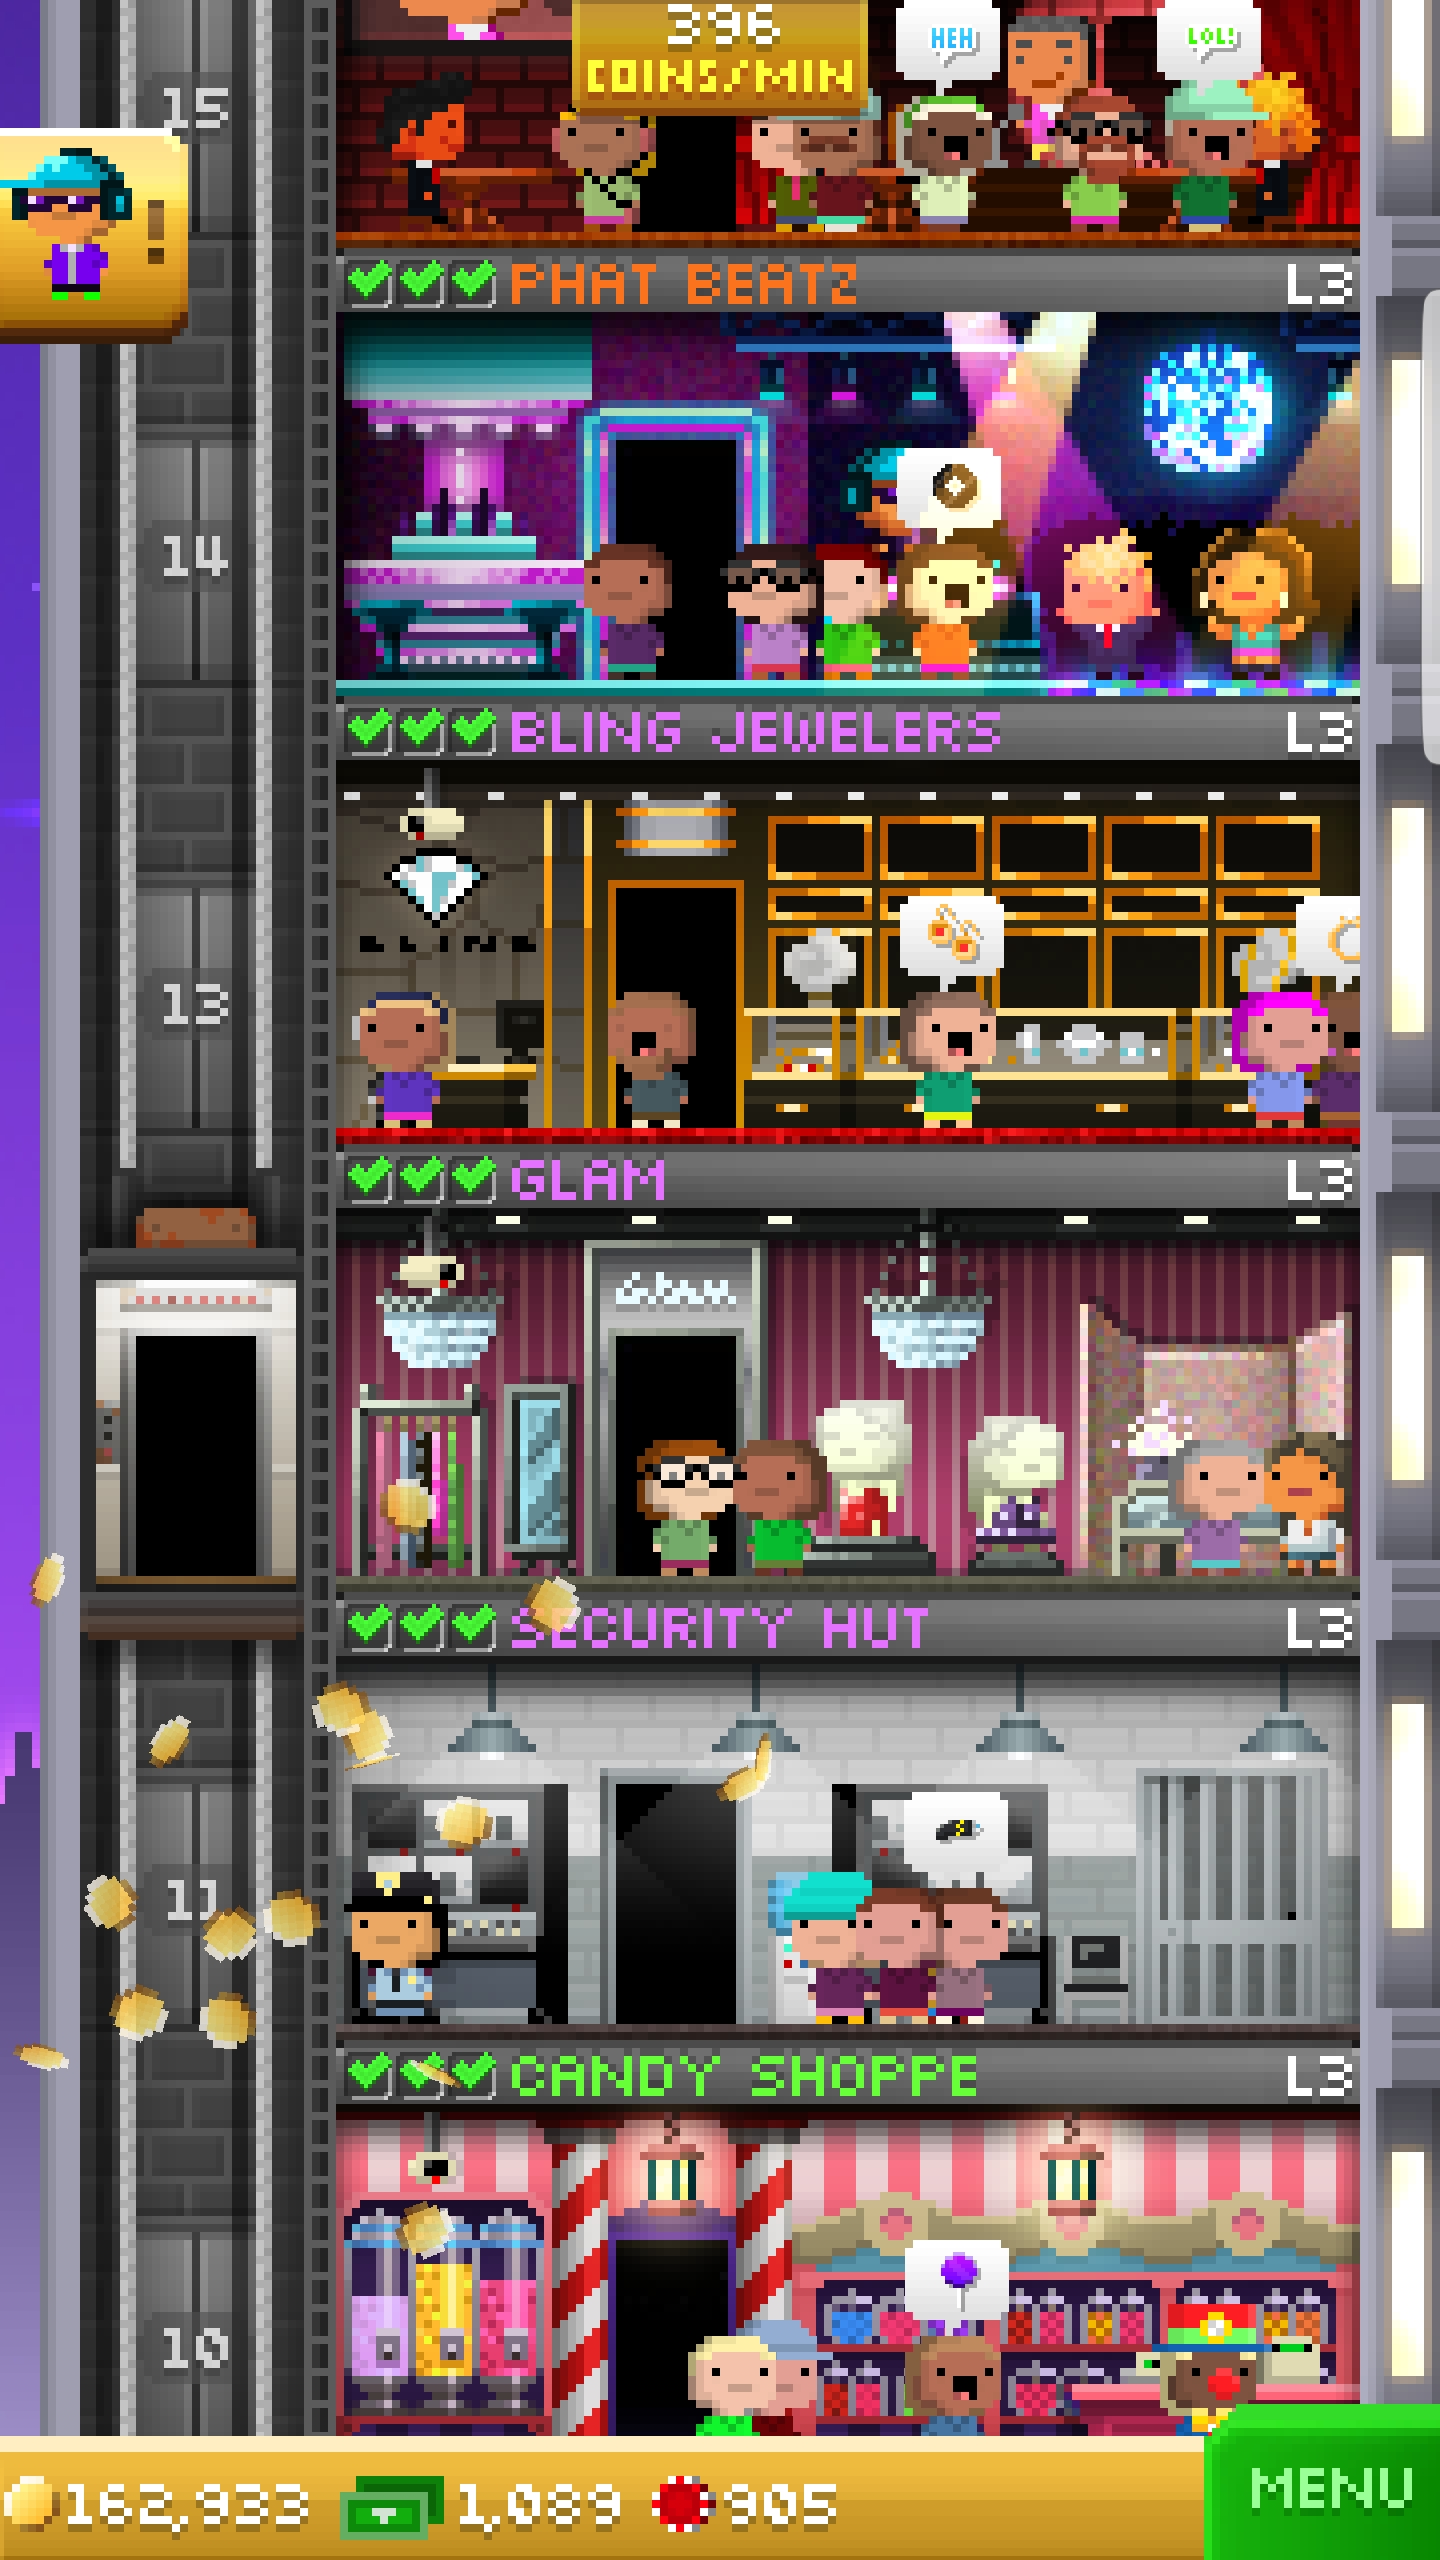 396
COINS/MIN
HEH
LOL!
15
!
PHAT BEATZ
L3
14
BLING JEWELERS
L3
BLING
13
GLAM
L3
Glam
SECURITY HUT
L3
11
CANDY SHOPPE
L3
10
162,933
1,089
905
MENU